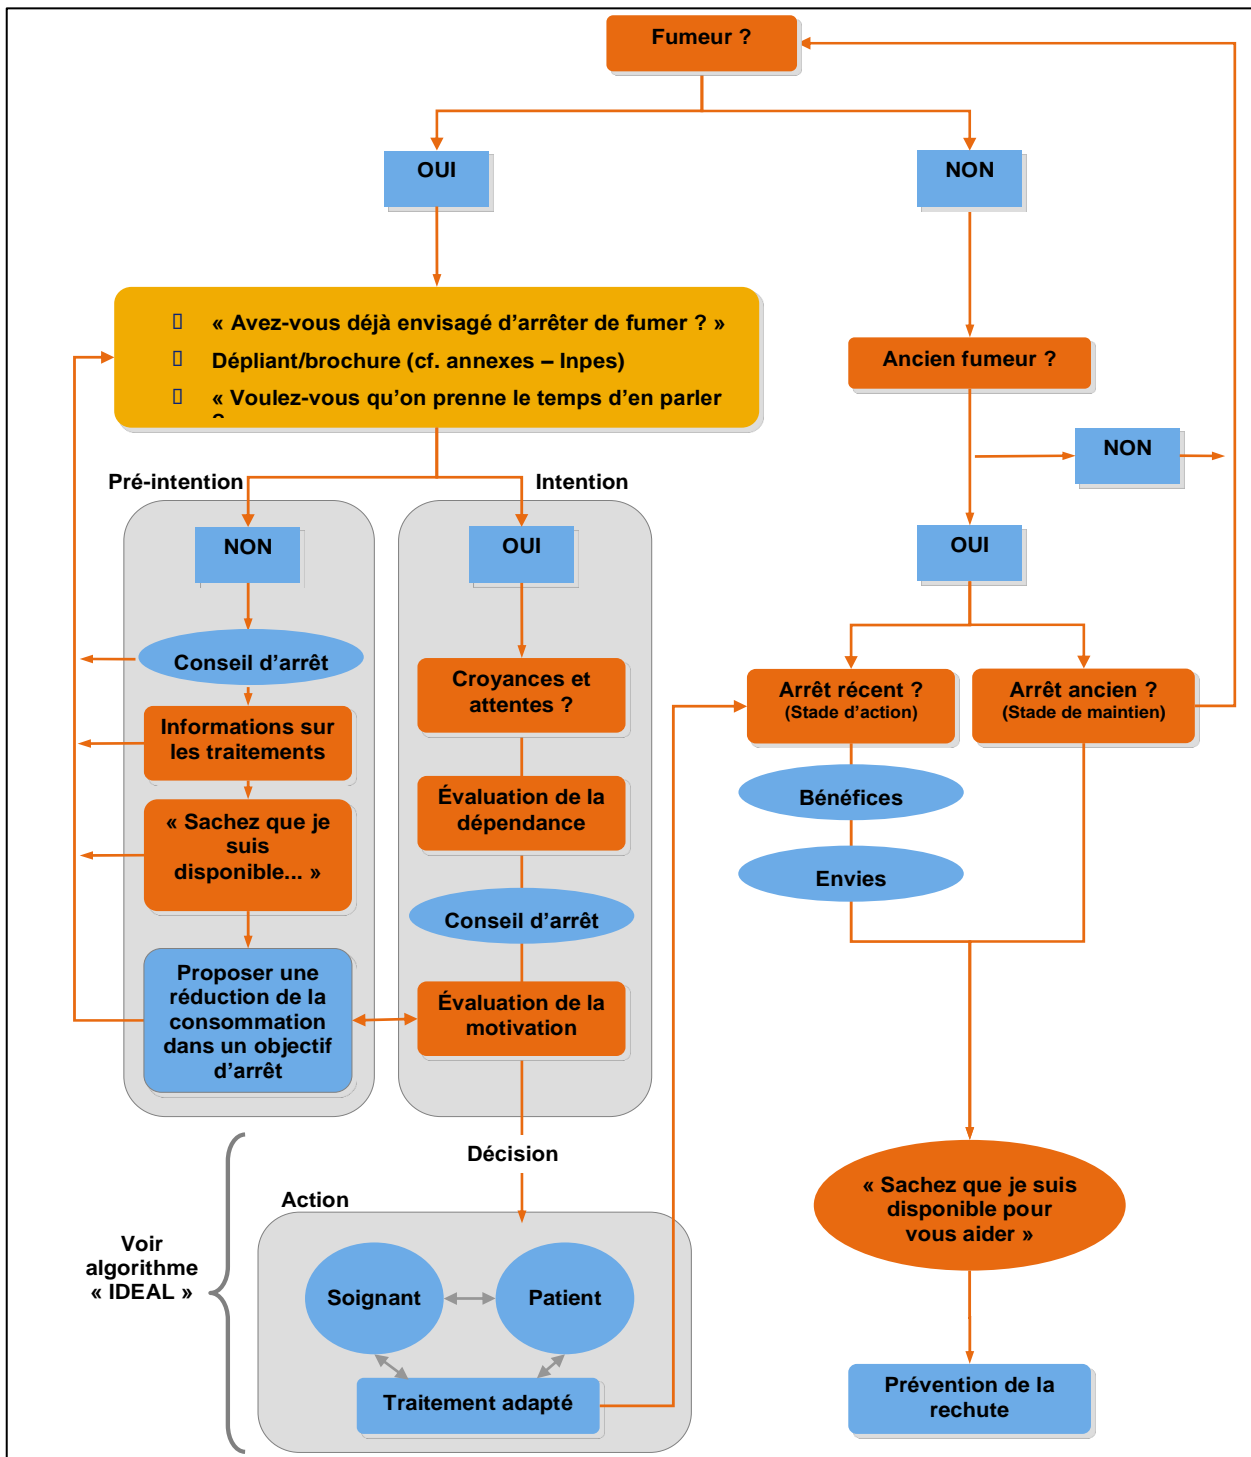 Fumeur ?
OUI
NON
« Avez-vous déjà envisagé d'arrêter de fumer ? »
Dépliant/brochure (cf. annexes – Inpes)
« Voulez-vous qu'on prenne le temps d'en parler
Ancien fumeur ?
NON
OUI
Pré-intention
Intention
NON
OUI
Conseil d'arrêt
Informations sur
les traitements
« Sachez que je
suis
disponible... »
Proposer une
réduction de la
consommation
dans un objectif
d'arrêt
Croyances et
attentes ?
Évaluation de la
dépendance
Conseil d'arrêt
Évaluation de la
motivation
Arrêt récent ?
(Stade d'action)
Arrêt ancien ?
(Stade de maintien)
Bénéfices
Envies
Décision
Action
Voir
algorithme
« IDEAL »
Soignant
Patient
Traitement adapté
« Sachez que je suis
disponible pour
vous aider »
Prévention de la
rechute